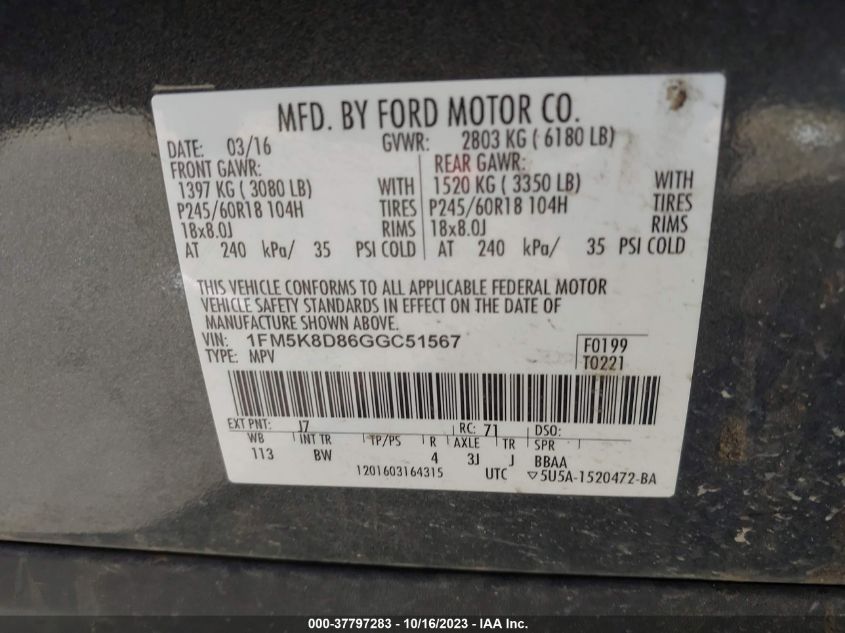 MFD. BY FORD MOTOR CO.
DATE: 03/16 GVWR: 2803 KG ( 6180 LB)
FRONT GAWR: REAR GAWR:
1397 KG ( 3080 LB) WITH 1520 KG ( 3350 LB) WITH
P245/60R18 104H TIRES P245/60R18 104H TIRES
18x8.0J RIMS 18x8.0J RIMS
AT 240 kPa/ 35 PSI COLD AT 240 kPa/ 35 PSI COLD
THIS VEHICLE CONFORMS TO ALL APPLICABLE FEDERAL MOTOR
VEHICLE SAFETY STANDARDS IN EFFECT ON THE DATE OF
MANUFACTURE SHOWN ABOVE.
VIN: 1FM5K8D86GGC51567 F0199
TYPE: MPV T0221
EXT PNT: J7 RC: 71 DSO:
WB INT TR TP/PS R AXLE TR SPR
113 BW 4 3J J BBAA
1201603164315 UTC ▽5U5A-1520472-BA
000-37797283 - 10/16/2023 - IAA Inc.